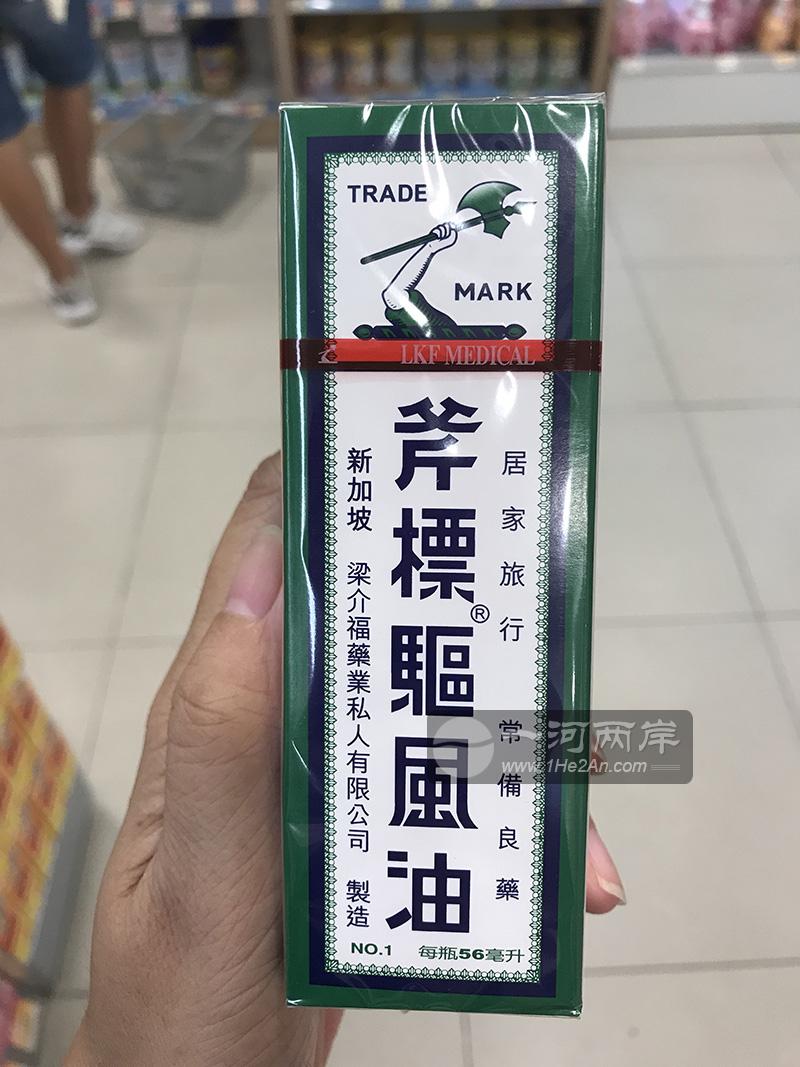 TRADE
MARK
LKF MEDICAL
居家旅行 常備良藥
斧標驅風油®
新加坡 梁介福藥業私人有限公司 製造
NO.1 每瓶56毫升
一河两岸
www.1He2An.com